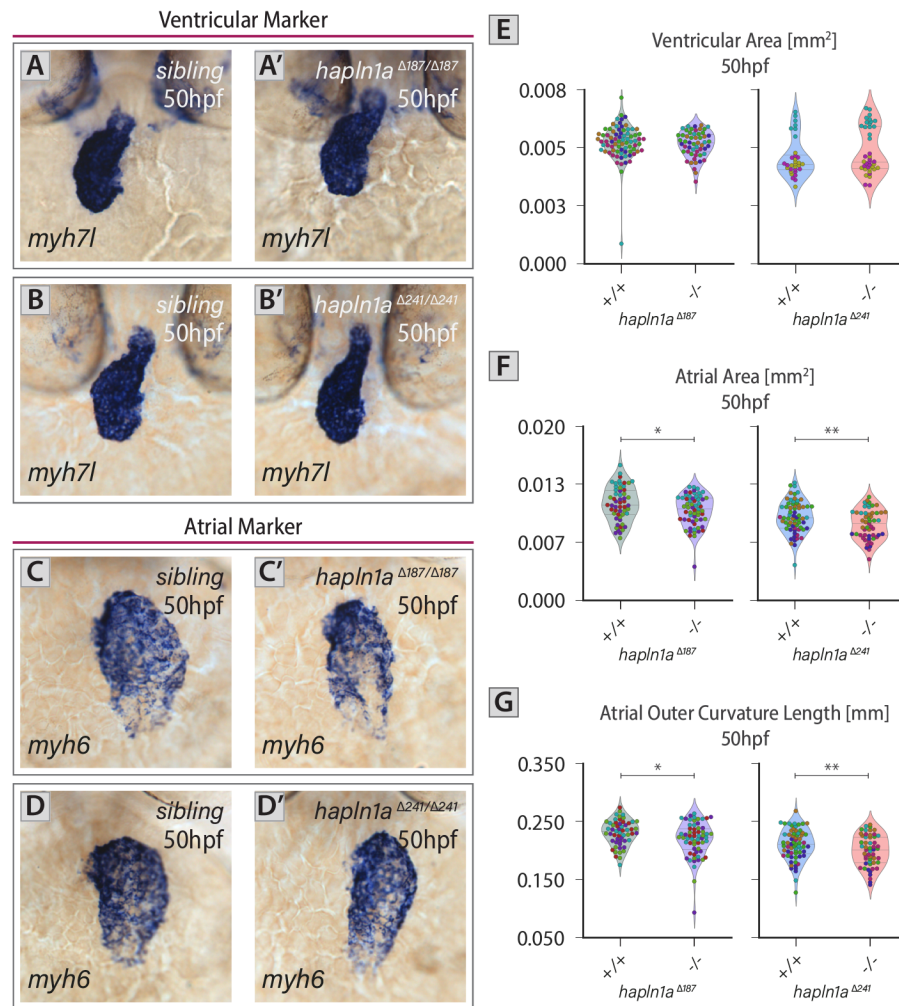 Ventricular Marker
A
sibling
50hpf
myh7l
A’
hapln1a Δ187/Δ187
50hpf
myh7l
B
sibling
50hpf
myh7l
B’
hapln1a Δ241/Δ241
50hpf
myh7l
Atrial Marker
C
sibling
50hpf
myh6
C’
hapln1a Δ187/Δ187
50hpf
myh6
D
sibling
50hpf
myh6
D’
hapln1a Δ241/Δ241
50hpf
myh6
E
Ventricular Area [mm²]
50hpf
0.008
0.005
0.003
0.000
+/+
-/-
hapln1a Δ187
+/+
-/-
hapln1a Δ241
F
Atrial Area [mm²]
50hpf
0.020
0.013
0.007
0.000
*
**
+/+
-/-
hapln1a Δ187
+/+
-/-
hapln1a Δ241
G
Atrial Outer Curvature Length [mm]
50hpf
0.350
0.250
0.150
0.050
*
**
+/+
-/-
hapln1a Δ187
+/+
-/-
hapln1a Δ241